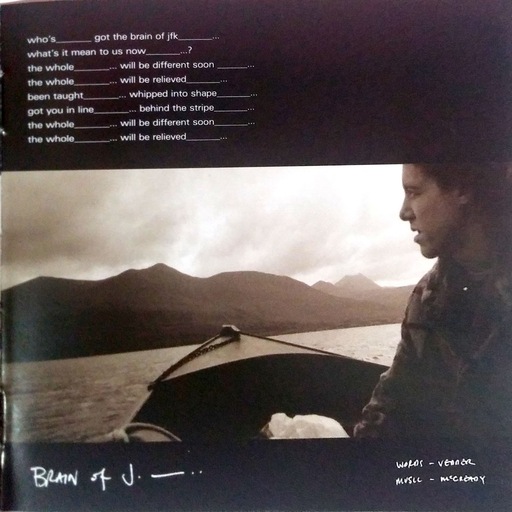 who's_______ got the brain of jfk_______...
what's it mean to us now_______...?
the whole_______... will be different soon _______...
the whole_______... will be relieved_______...
been taught_______... whipped into shape_______...
got you in line_______... behind the stripe_______...
the whole_______... will be different soon_______...
the whole_______... will be relieved_______...
BRAIN of J. —..
WORDS - VEDDER
MUSIC - McCREADY